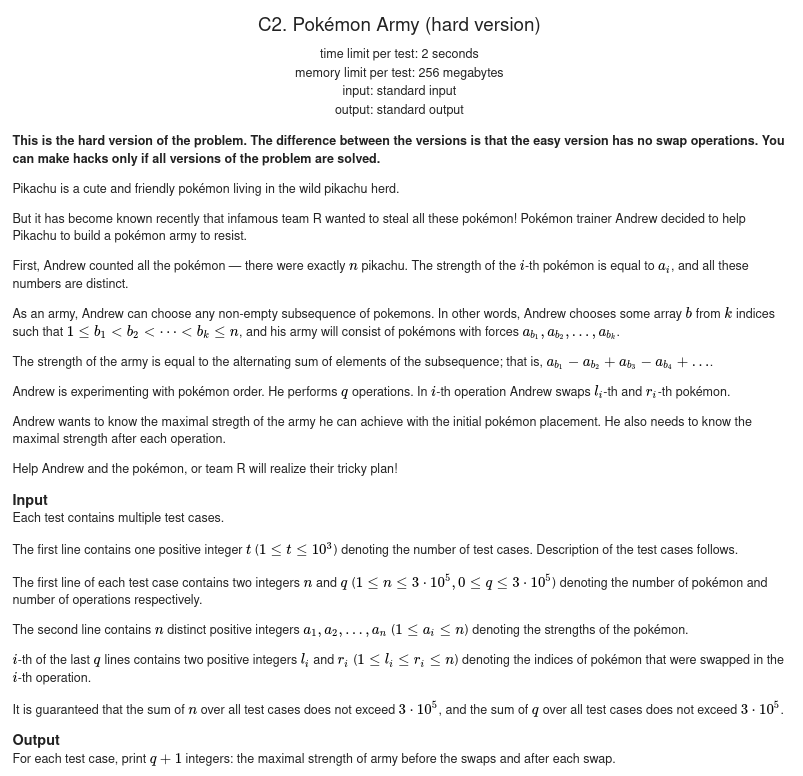 C2. Pokémon Army (hard version)
time limit per test: 2 seconds
memory limit per test: 256 megabytes
input: standard input
output: standard output
This is the hard version of the problem. The difference between the versions is that the easy version has no swap operations. You
can make hacks only if all versions of the problem are solved.
Pikachu is a cute and friendly pokémon living in the wild pikachu herd.
But it has become known recently that infamous team R wanted to steal all these pokémon! Pokémon trainer Andrew decided to help
Pikachu to build a pokémon army to resist.
First, Andrew counted all the pokémon — there were exactly n pikachu. The strength of the i-th pokémon is equal to a_i, and all these
numbers are distinct.
As an army, Andrew can choose any non-empty subsequence of pokemons. In other words, Andrew chooses some array b from k indices
such that 1 ≤ b_1 < b_2 < ⋯ < b_k ≤ n, and his army will consist of pokémons with forces a_{b_1}, a_{b_2}, …, a_{b_k}.
The strength of the army is equal to the alternating sum of elements of the subsequence; that is, a_{b_1} − a_{b_2} + a_{b_3} − a_{b_4} + ….
Andrew is experimenting with pokémon order. He performs q operations. In i-th operation Andrew swaps l_i-th and r_i-th pokémon.
Andrew wants to know the maximal stregth of the army he can achieve with the initial pokémon placement. He also needs to know the
maximal strength after each operation.
Help Andrew and the pokémon, or team R will realize their tricky plan!
Input
Each test contains multiple test cases.
The first line contains one positive integer t (1 ≤ t ≤ 10^3) denoting the number of test cases. Description of the test cases follows.
The first line of each test case contains two integers n and q (1 ≤ n ≤ 3 · 10^5, 0 ≤ q ≤ 3 · 10^5) denoting the number of pokémon and
number of operations respectively.
The second line contains n distinct positive integers a_1, a_2, …, a_n (1 ≤ a_i ≤ n) denoting the strengths of the pokémon.
i-th of the last q lines contains two positive integers l_i and r_i (1 ≤ l_i ≤ r_i ≤ n) denoting the indices of pokémon that were swapped in the
i-th operation.
It is guaranteed that the sum of n over all test cases does not exceed 3 · 10^5, and the sum of q over all test cases does not exceed 3 · 10^5.
Output
For each test case, print q + 1 integers: the maximal strength of army before the swaps and after each swap.